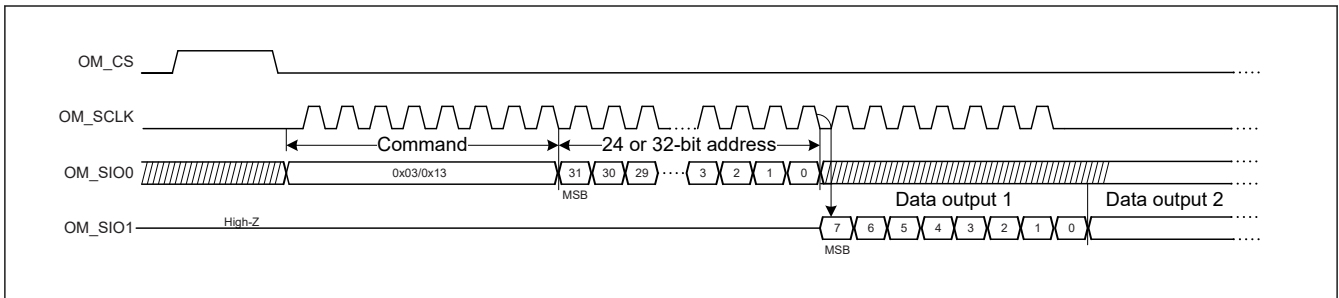 OM_CS
OM_SCLK
Command
24 or 32-bit address
OM_SIO0
0x03/0x13
31 30 29 3 2 1 0
MSB
Data output 1
Data output 2
OM_SIO1
High-Z
7 6 5 4 3 2 1 0
MSB